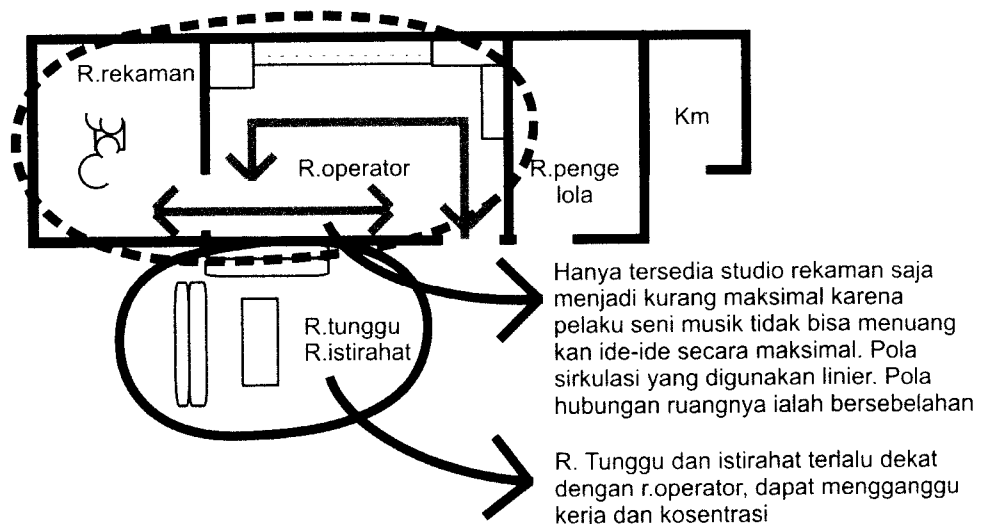 R.rekaman
Km
R.operator
R.penge
lola
R.tunggu
R.istirahat
Hanya tersedia studio rekaman saja
menjadi kurang maksimal karena
pelaku seni musik tidak bisa menuang
kan ide-ide secara maksimal. Pola
sirkulasi yang digunakan linier. Pola
hubungan ruangnya ialah bersebelahan
R. Tunggu dan istirahat terlalu dekat
dengan r.operator, dapat mengganggu
kerja dan kosentrasi